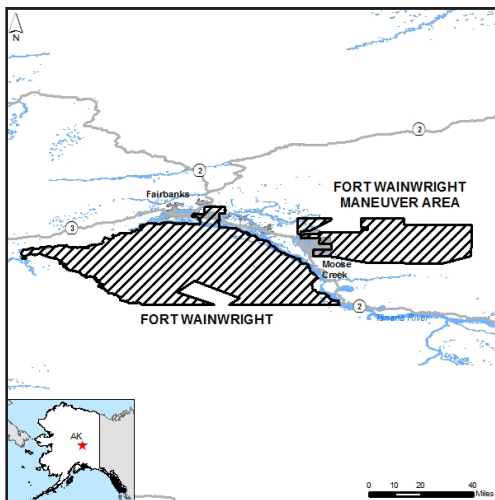 N
2
2
Fairbanks
FORT WAINWRIGHT
MANEUVER AREA
3
Moose
Creek
2
Tanana River
FORT WAINWRIGHT
AK
0 10 20 40
Miles